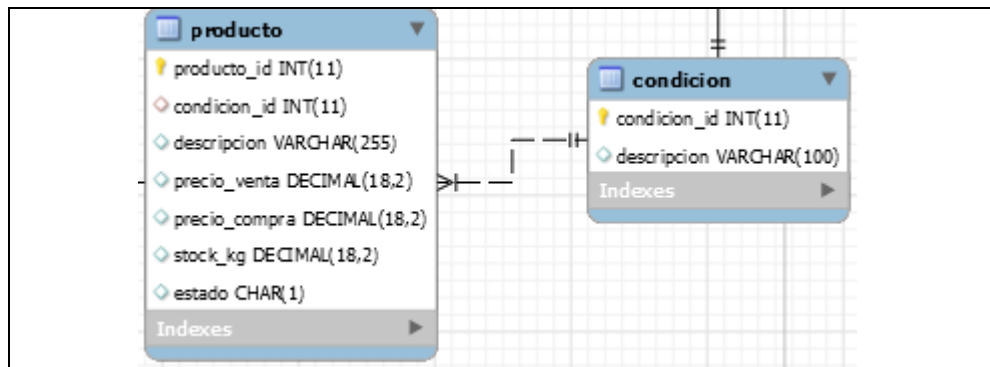 producto
producto_id INT(11)
condicion_id INT(11)
descripcion VARCHAR(255)
precio_venta DECIMAL(18,2)
precio_compra DECIMAL(18,2)
stock_kg DECIMAL(18,2)
estado CHAR(1)
Indexes
condicion
condicion_id INT(11)
descripcion VARCHAR(100)
Indexes